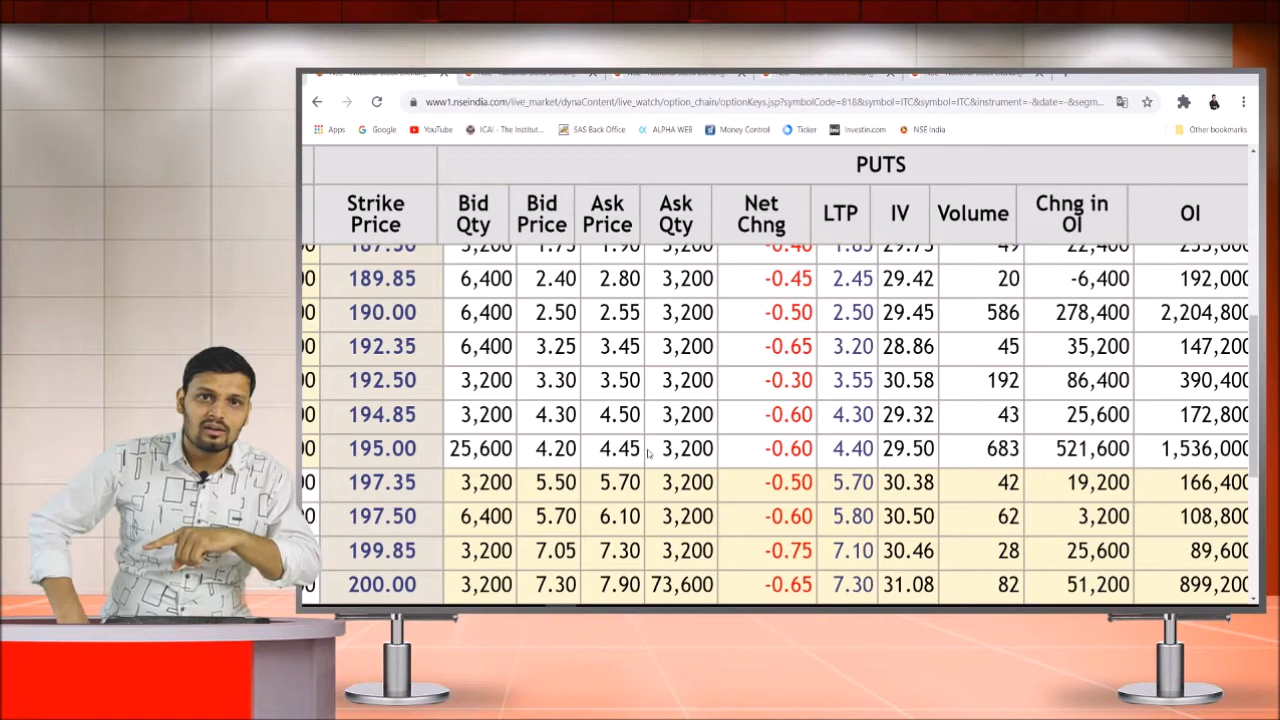 www1.nseindia.com/live_market/dynaContent/live_watch/option_chain/optionKeys.jsp?symbolCode=818&symbol=ITC&symbol=ITC&instrument=-&date=-&segm...
Apps Google YouTube ICAI - The Institut... SAS Back Office ALPHA WEB Money Control Ticker Investin.com NSE India Other bookmarks
PUTS
Strike Price Bid Qty Bid Price Ask Price Ask Qty Net Chng LTP IV Volume Chng in OI OI
00 189.85 6,400 2.40 2.80 3,200 -0.45 2.45 29.42 20 -6,400 192,000
00 190.00 6,400 2.50 2.55 3,200 -0.50 2.50 29.45 586 278,400 2,204,800
00 192.35 6,400 3.25 3.45 3,200 -0.65 3.20 28.86 45 35,200 147,200
00 192.50 3,200 3.30 3.50 3,200 -0.30 3.55 30.58 192 86,400 390,400
00 194.85 3,200 4.30 4.50 3,200 -0.60 4.30 29.32 43 25,600 172,800
00 195.00 25,600 4.20 4.45 3,200 -0.60 4.40 29.50 683 521,600 1,536,000
00 197.35 3,200 5.50 5.70 3,200 -0.50 5.70 30.38 42 19,200 166,400
00 197.50 6,400 5.70 6.10 3,200 -0.60 5.80 30.50 62 3,200 108,800
00 199.85 3,200 7.05 7.30 3,200 -0.75 7.10 30.46 28 25,600 89,600
00 200.00 3,200 7.30 7.90 73,600 -0.65 7.30 31.08 82 51,200 899,200